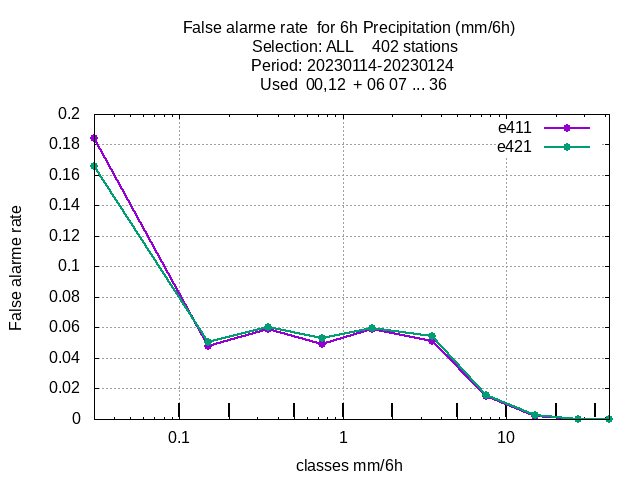 False alarme rate  for 6h Precipitation (mm/6h)
Selection: ALL    402 stations
Period: 20230114-20230124
Used  00,12  + 06 07 ... 36
e411
e421
0.2
0.18
0.16
0.14
0.12
0.1
0.08
0.06
0.04
0.02
0
False alarme rate
0.1 1 10
classes mm/6h